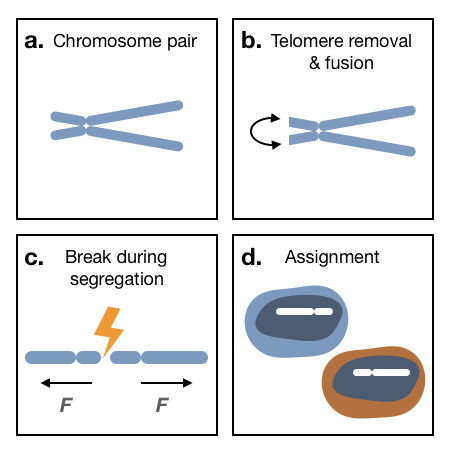 a. Chromosome pair
b. Telomere removal
& fusion
c. Break during
segregation
F
F
d. Assignment